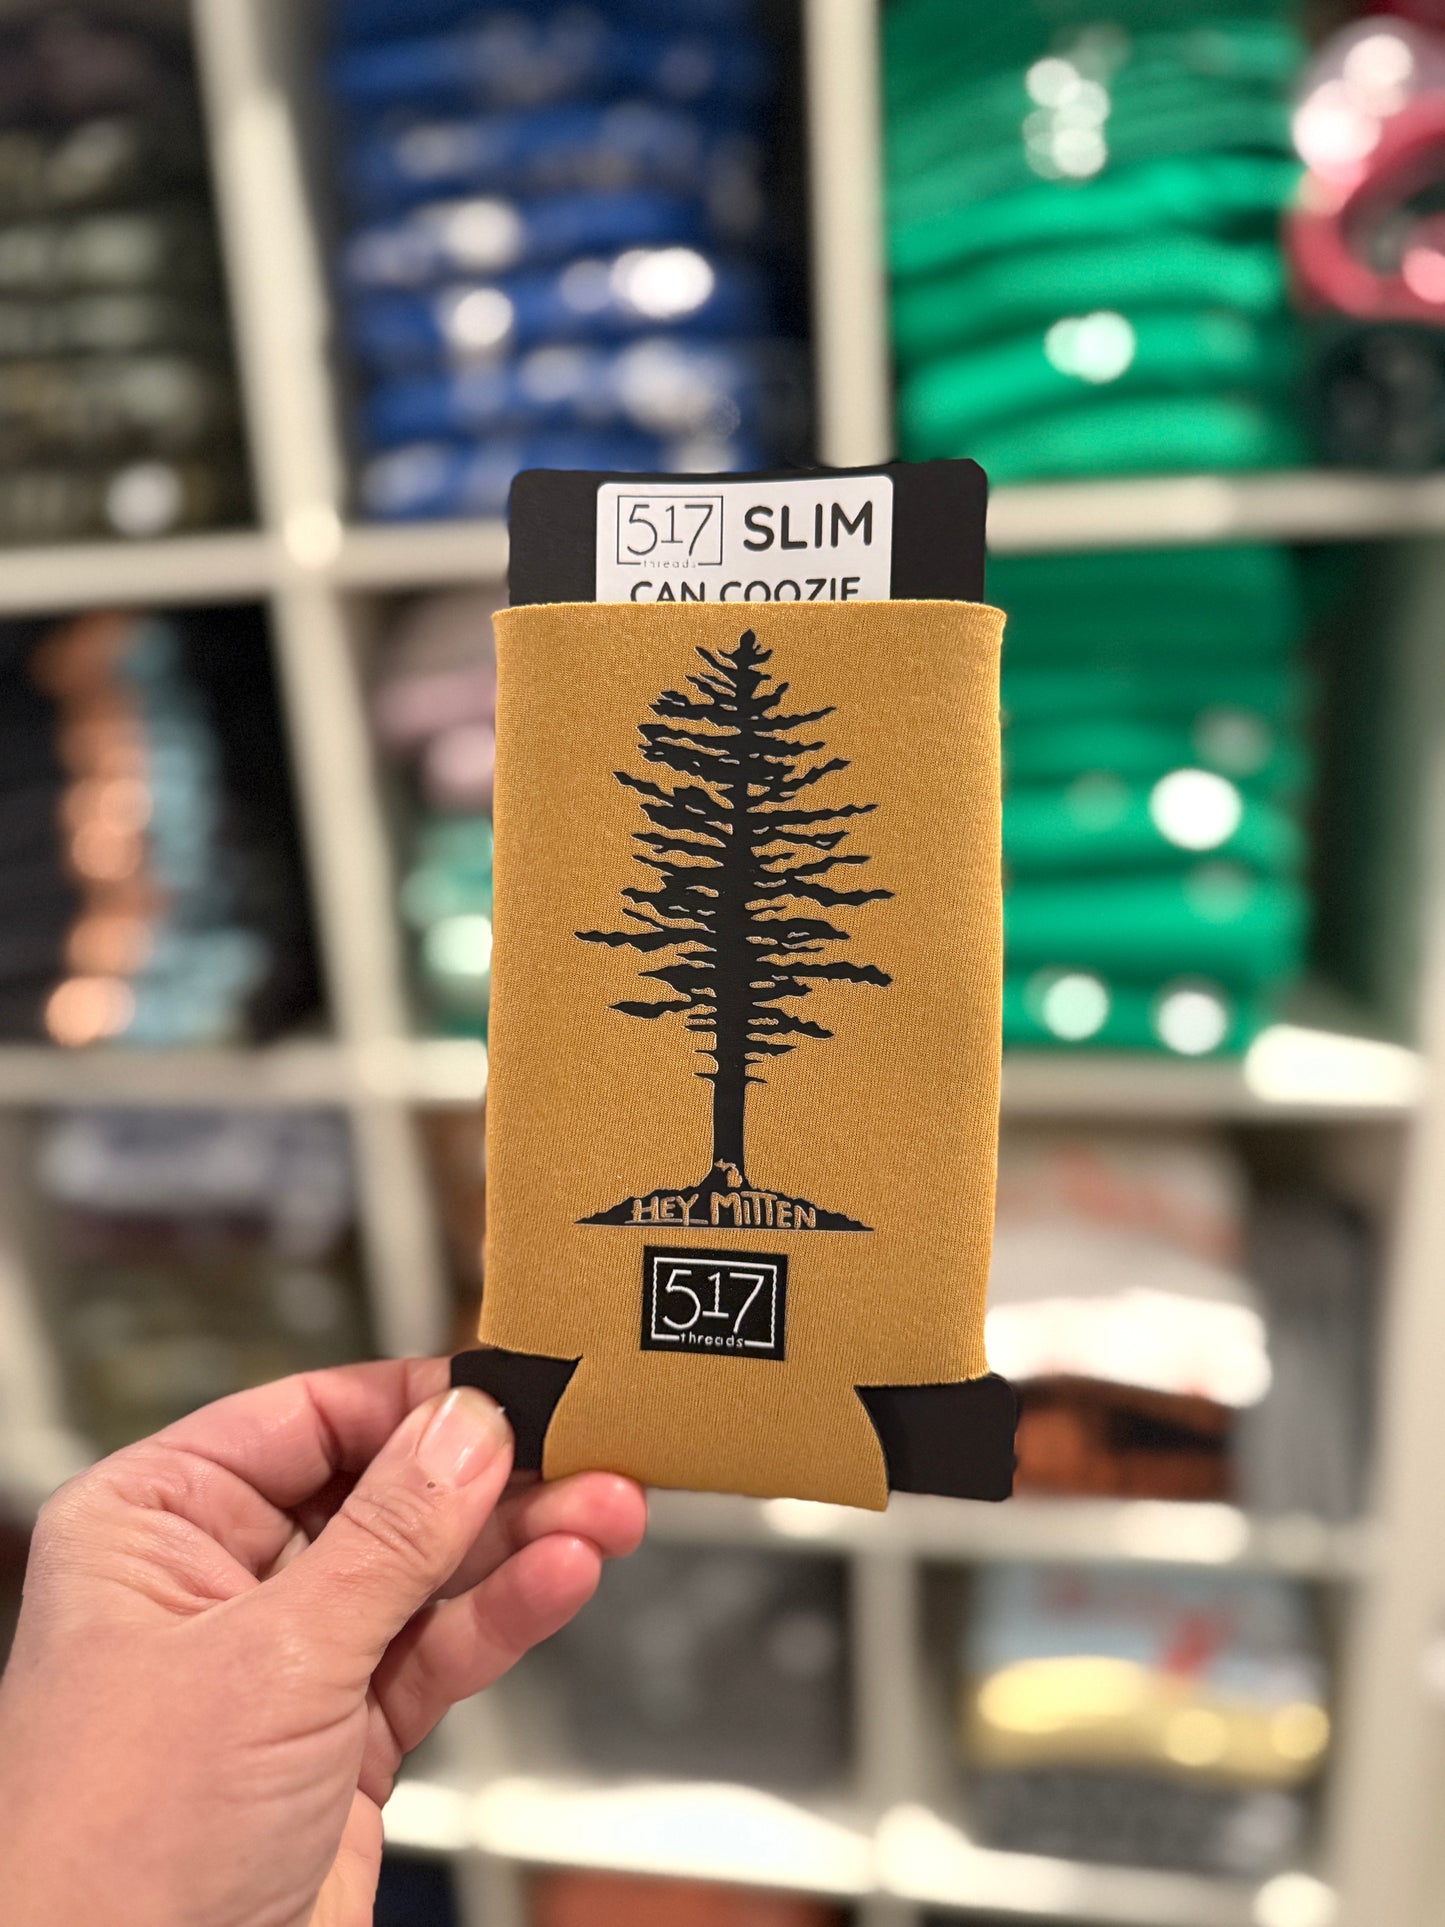 517 SLIM
threads
CAN COOZIE
HEY MITTEN
517
threads